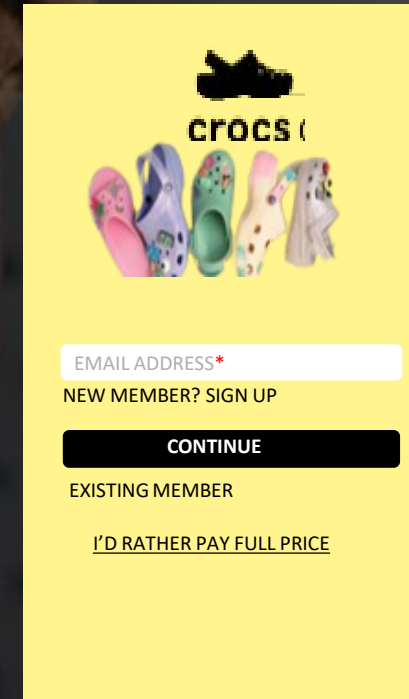 crocs
EMAIL ADDRESS*
NEW MEMBER? SIGN UP
CONTINUE
EXISTING MEMBER
I’D RATHER PAY FULL PRICE